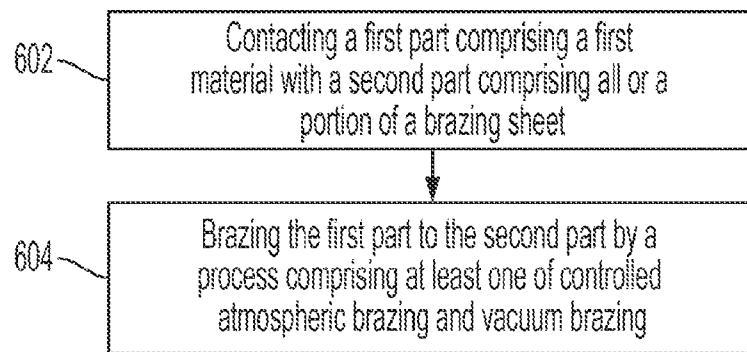 602
Contacting a first part comprising a first
material with a second part comprising all or a
portion of a brazing sheet
604
Brazing the first part to the second part by a
process comprising at least one of controlled
atmospheric brazing and vacuum brazing